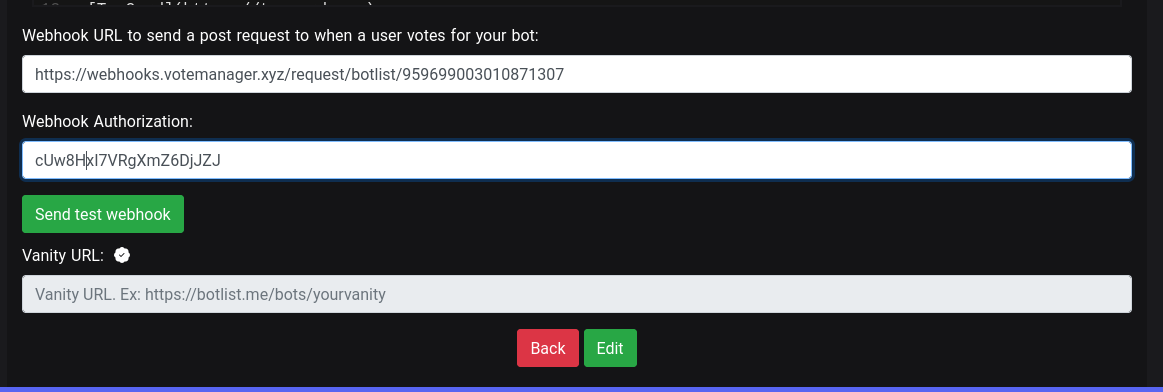 Webhook URL to send a post request to when a user votes for your bot:
https://webhooks.votemanager.xyz/request/botlist/959699003010871307
Webhook Authorization:
cUw8HxI7VRgXmZ6DjJZJ
Send test webhook
Vanity URL:
Vanity URL. Ex: https://botlist.me/bots/yourvanity
Back Edit